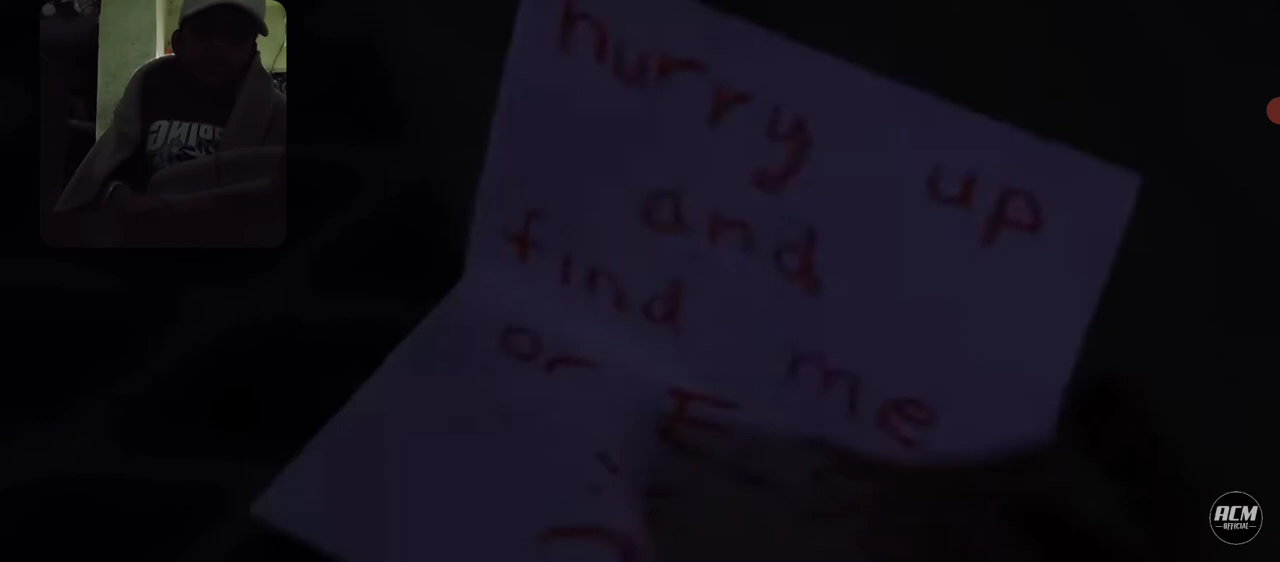 hurry up
and
find me
or
ACM
OFFICIAL